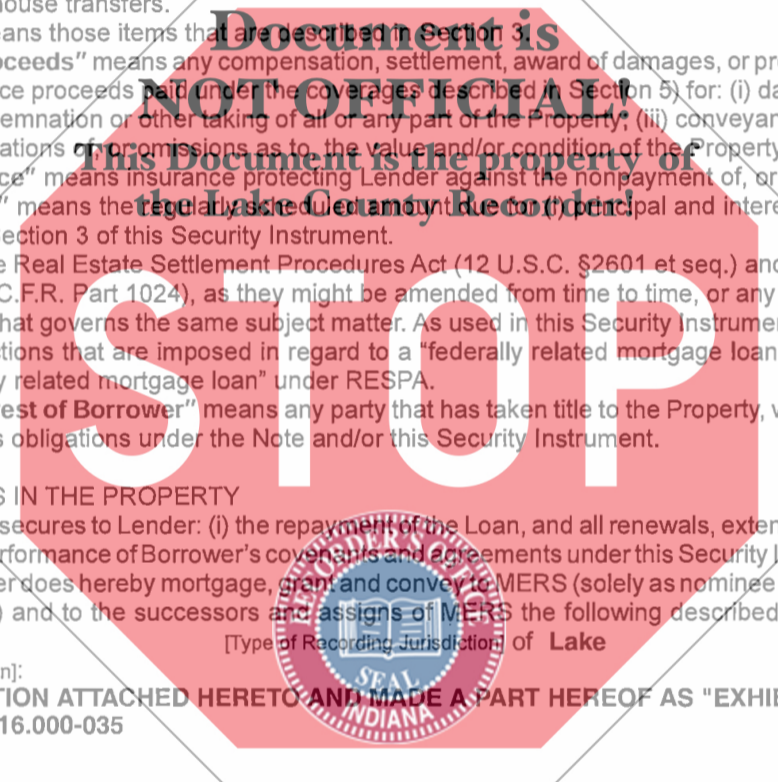 house transfers.
Document is
eans those items that are described in Section 3.
oceeds” means any compensation, settlement, award of damages, or pr
NOT OFFICIAL!
ce proceeds paid under the coverages described in Section 5) for: (i) da
emnation or other taking of all or any part of the Property; (iii) conveyan
This Document is the property of
ations of, or omissions as to, the value and/or condition of the Property
ce” means insurance protecting Lender against the nonpayment of, or
the Lake County Recorder!
” means the regularly scheduled amount due for (i) principal and intere
ection 3 of this Security Instrument.
e Real Estate Settlement Procedures Act (12 U.S.C. §2601 et seq.) and
C.F.R. Part 1024), as they might be amended from time to time, or any
hat governs the same subject matter. As used in this Security Instrumen
tions that are imposed in regard to a “federally related mortgage loan
y related mortgage loan” under RESPA.
est of Borrower” means any party that has taken title to the Property, w
s obligations under the Note and/or this Security Instrument.
STOP
S IN THE PROPERTY
secures to Lender: (i) the repayment of the Loan, and all renewals, exten
rformance of Borrower’s covenants and agreements under this Security I
er does hereby mortgage, grant and convey to MERS (solely as nominee
) and to the successors and assigns of MERS the following described
[Type of Recording Jurisdiction] of Lake
n]:
TION ATTACHED HERETO AND MADE A PART HEREOF AS "EXHIB
16.000-035
RECORDER'S OFFICE
SEAL
INDIANA